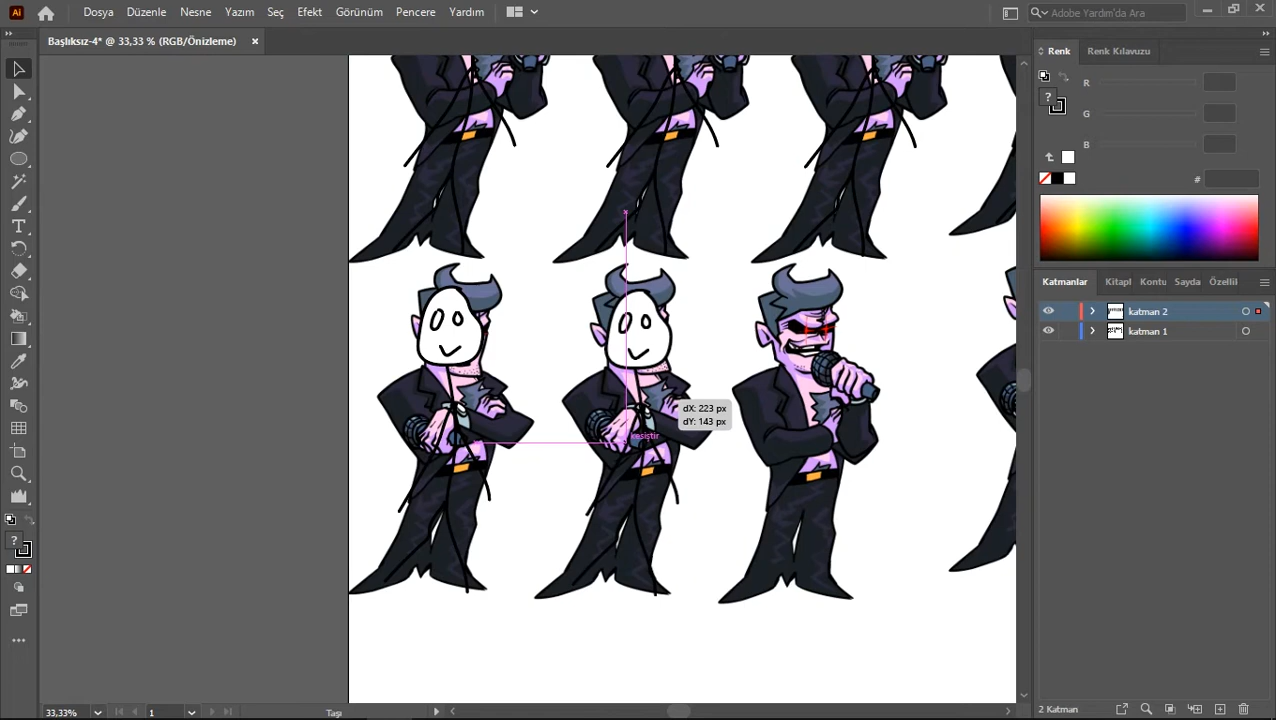 Ai
Dosya Düzenle Nesne Yazım Seç Efekt Görünüm Pencere Yardım
Adobe Yardım'da Ara
Başlıksız-4* @ 33,33 % (RGB/Önizleme)
Renk Renk Kılavuzu
R
G
B
#
?
Katmanlar Kitapl Kontu Sayda Özellil
katman 2
katman 1
dX: 223 px
dY: 143 px
kesiştir
?
33,33%
1
Taşı
2 Katman